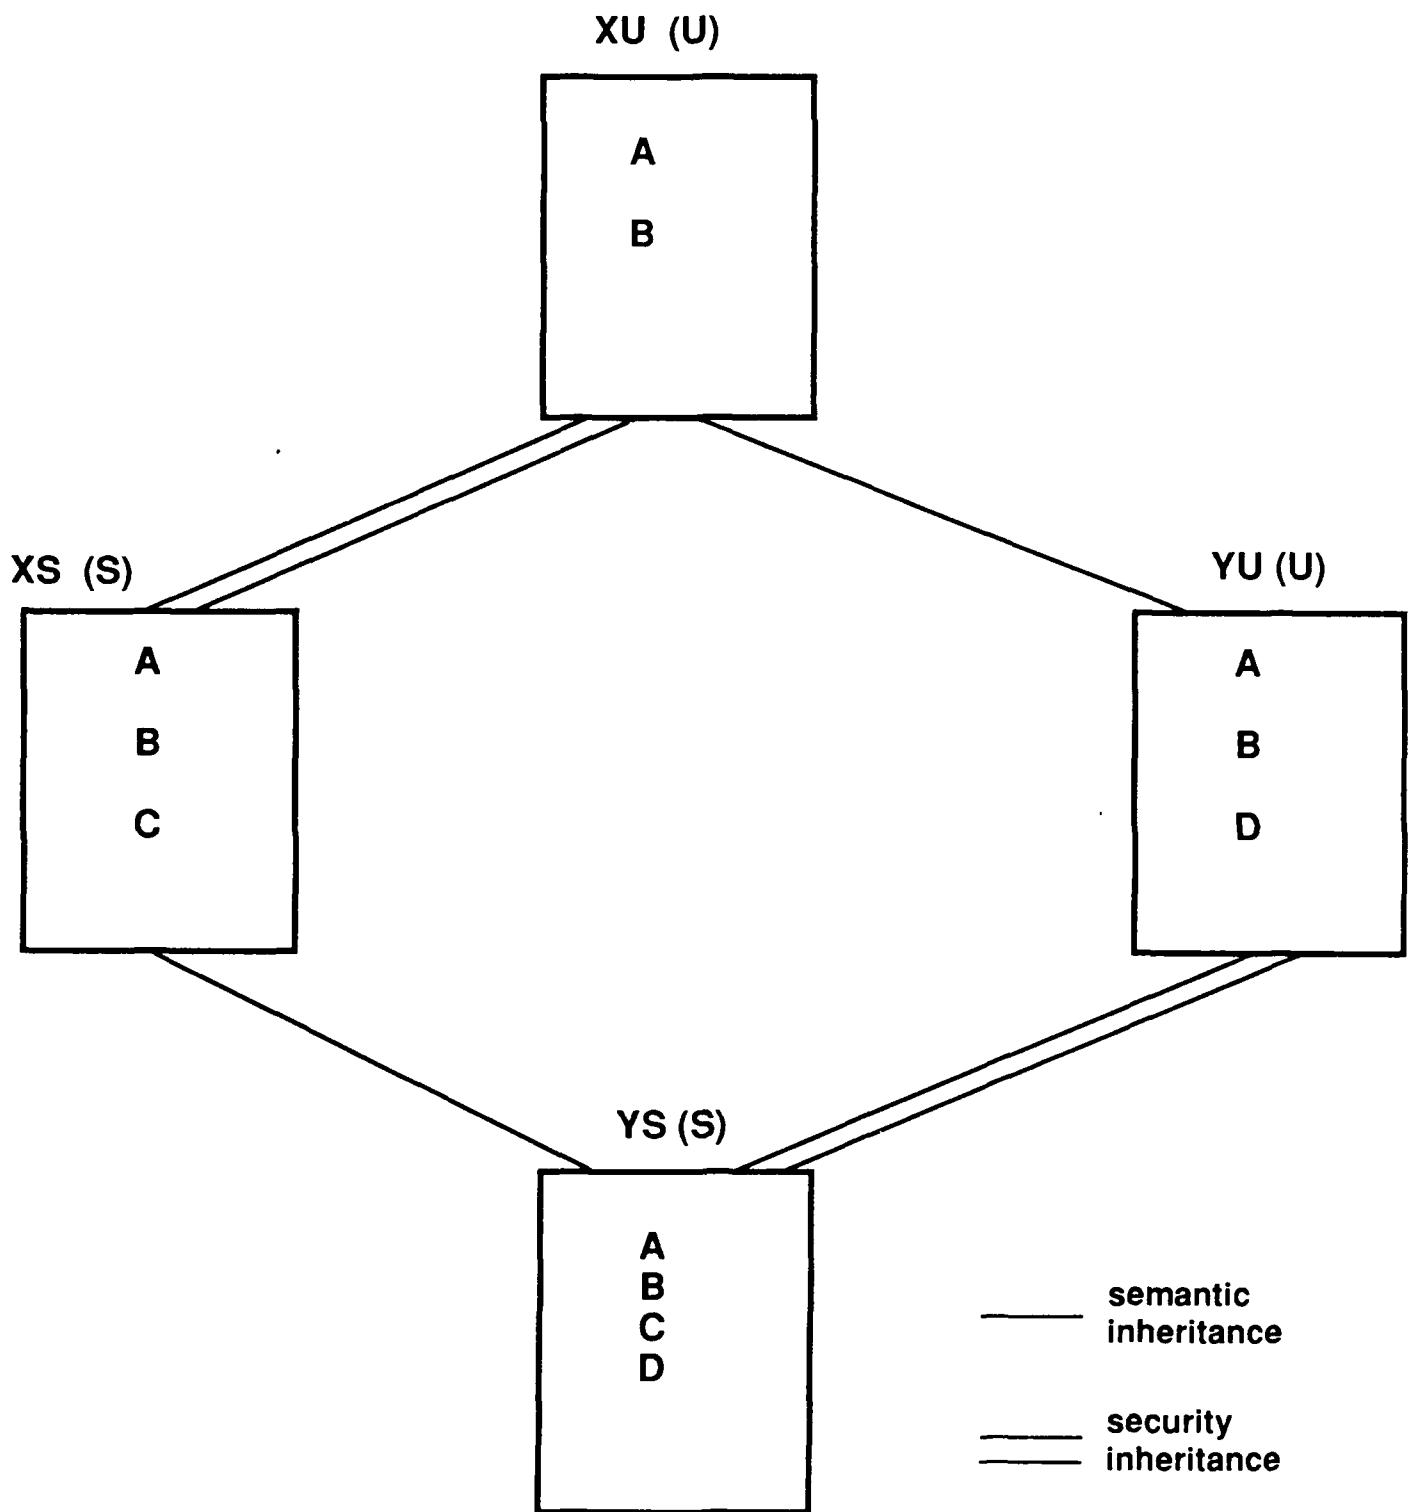 XU (U)
A
B
XS (S)
A
B
C
YU (U)
A
B
D
YS (S)
A
B
C
D
semantic
inheritance
security
inheritance